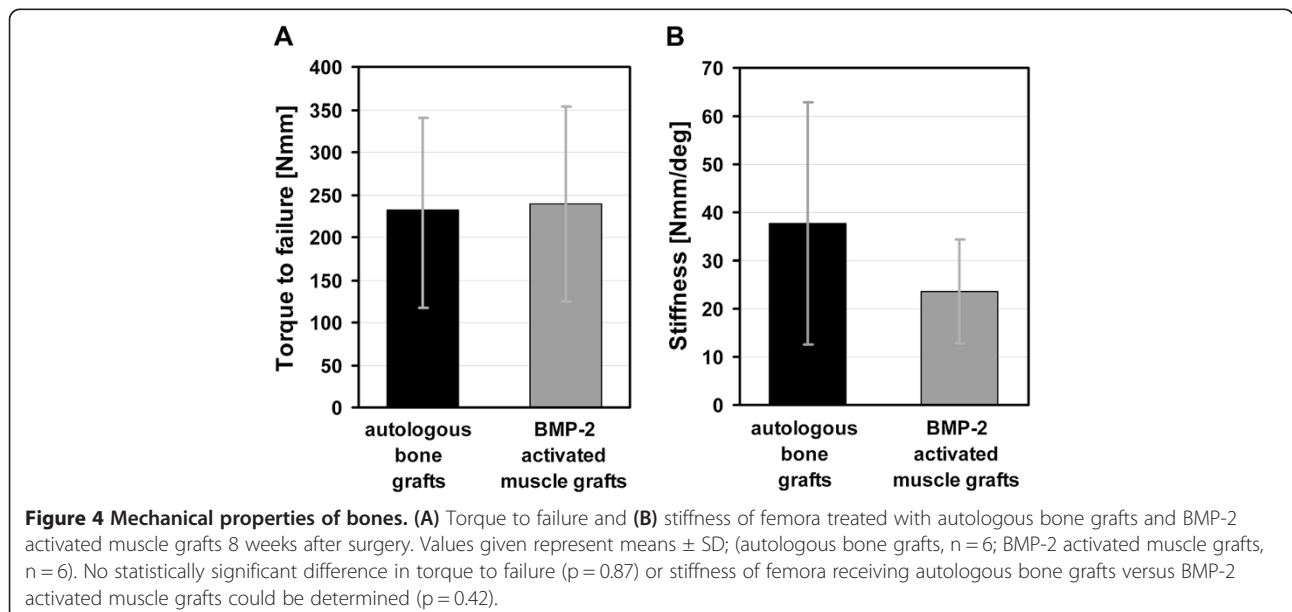 A
Torque to failure [Nmm]
400
350
300
250
200
150
100
50
0
autologous
bone
grafts
BMP-2
activated
muscle grafts
B
Stiffness [Nmm/deg]
70
60
50
40
30
20
10
0
autologous
bone
grafts
BMP-2
activated
muscle grafts
Figure 4 Mechanical properties of bones. (A) Torque to failure and (B) stiffness of femora treated with autologous bone grafts and BMP-2
activated muscle grafts 8 weeks after surgery. Values given represent means ± SD; (autologous bone grafts, n = 6; BMP-2 activated muscle grafts,
n = 6). No statistically significant difference in torque to failure (p = 0.87) or stiffness of femora receiving autologous bone grafts versus BMP-2
activated muscle grafts could be determined (p = 0.42).